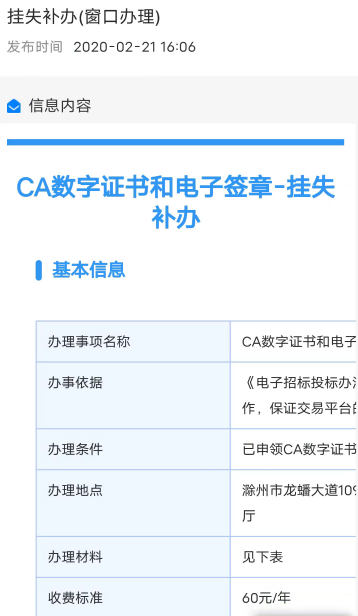 挂失补办(窗口办理)
发布时间 2020-02-21 16:06
信息内容
CA数字证书和电子签章-挂失
补办
基本信息
办理事项名称 CA数字证书和电子
办事依据 《电子招标投标办
作，保证交易平台
办理条件 已申领CA数字证书
办理地点 滁州市龙蟠大道10
厅
办理材料 见下表
收费标准 60元/年